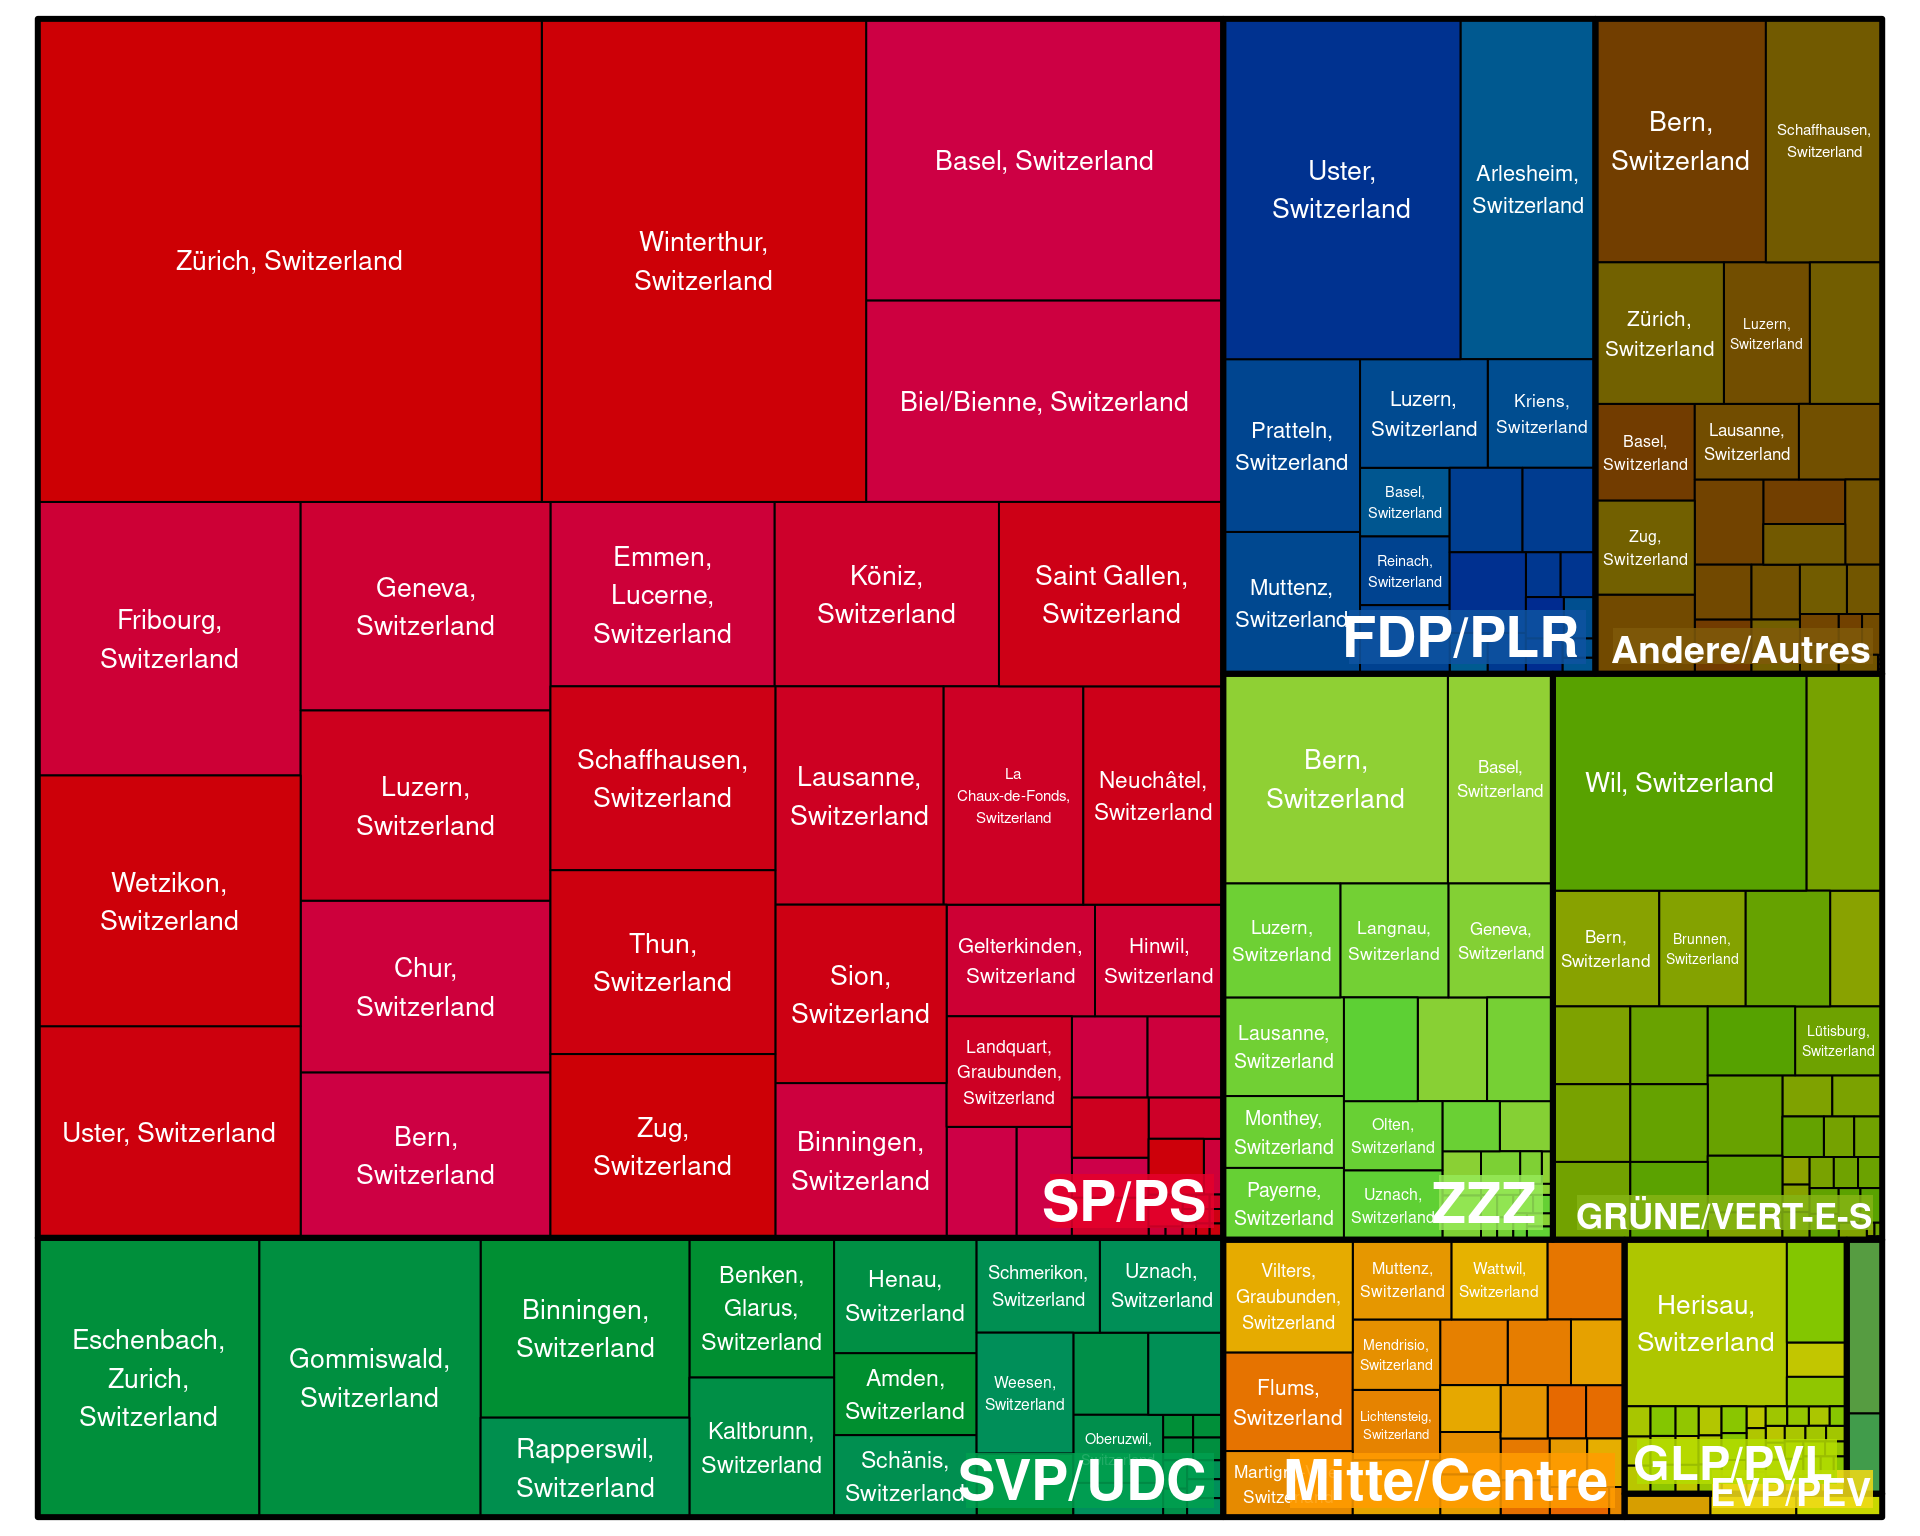 Zürich, Switzerland
Winterthur,
Switzerland
Basel, Switzerland
Biel/Bienne, Switzerland
Fribourg,
Switzerland
Wetzikon,
Switzerland
Uster, Switzerland
Geneva,
Switzerland
Luzern,
Switzerland
Chur,
Switzerland
Bern,
Switzerland
Emmen,
Lucerne,
Switzerland
Schaffhausen,
Switzerland
Thun,
Switzerland
Zug,
Switzerland
Köniz,
Switzerland
Saint Gallen,
Switzerland
Lausanne,
Switzerland
La
Chaux-de-Fonds,
Switzerland
Neuchâtel,
Switzerland
Sion,
Switzerland
Binningen,
Switzerland
Gelterkinden,
Switzerland
Hinwil,
Switzerland
Landquart,
Graubunden,
Switzerland
SP/PS
Uster,
Switzerland
Arlesheim,
Switzerland
Pratteln,
Switzerland
Muttenz,
Switzerland
Luzern,
Switzerland
Kriens,
Switzerland
Basel,
Switzerland
Reinach,
Switzerland
FDP/PLR
Bern,
Switzerland
Schaffhausen,
Switzerland
Zürich,
Switzerland
Luzern,
Switzerland
Basel,
Switzerland
Lausanne,
Switzerland
Zug,
Switzerland
Andere/Autres
Bern,
Switzerland
Basel,
Switzerland
Luzern,
Switzerland
Langnau,
Switzerland
Geneva,
Switzerland
Lausanne,
Switzerland
Monthey,
Switzerland
Payerne,
Switzerland
Olten,
Switzerland
Uznach,
Switzerland
ZZZ
Wil, Switzerland
Bern,
Switzerland
Brunnen,
Switzerland
Lütisburg,
Switzerland
GRÜNE/VERT-E-S
Eschenbach,
Zurich,
Switzerland
Gommiswald,
Switzerland
Binningen,
Switzerland
Rapperswil,
Switzerland
Benken,
Glarus,
Switzerland
Kaltbrunn,
Switzerland
Henau,
Switzerland
Amden,
Switzerland
Schänis,
Switzerland
Schmerikon,
Switzerland
Uznach,
Switzerland
Weesen,
Switzerland
Oberuzwil,
SVP/UDC
Vilters,
Graubunden,
Switzerland
Flums,
Switzerland
Muttenz,
Switzerland
Wattwil,
Switzerland
Mendrisio,
Switzerland
Lichtensteig,
Switzerland
Mitte/Centre
Herisau,
Switzerland
GLP/PVL
EVP/PEV